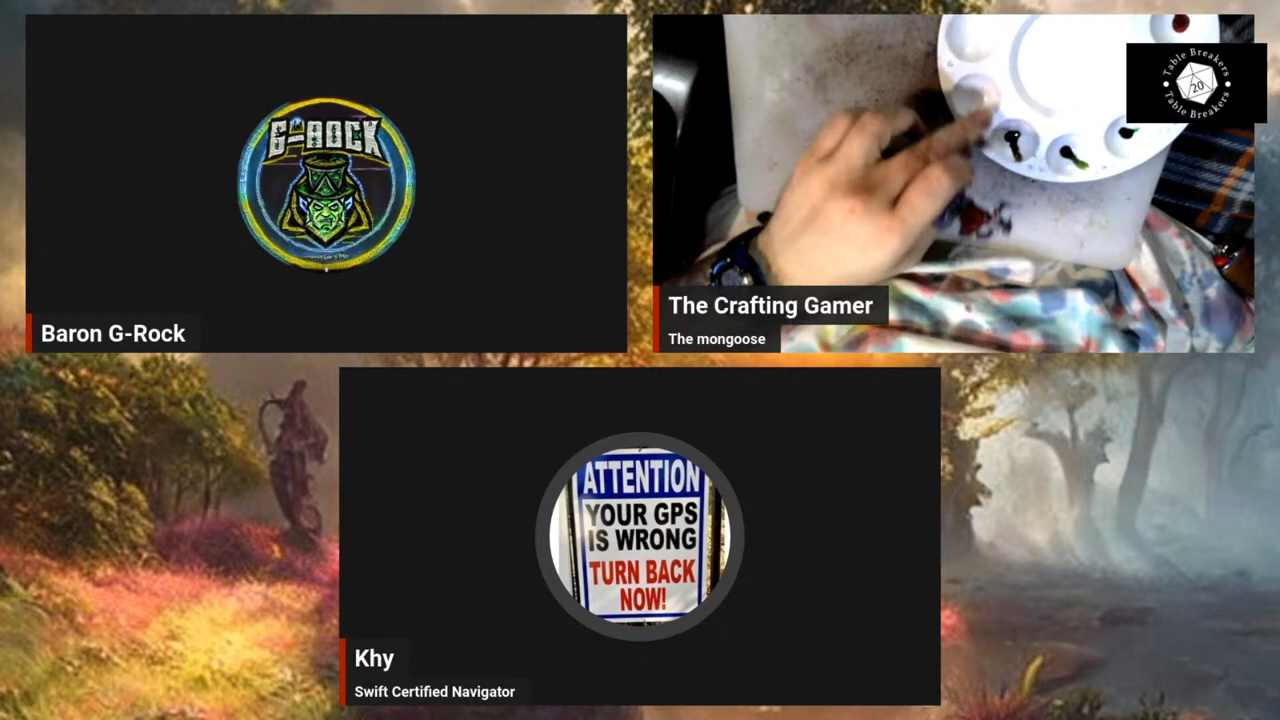 G-ROCK
Baron G-Rock
Table Breakers
20
Table Breakers
The Crafting Gamer
The mongoose
ATTENTION
YOUR GPS
IS WRONG
TURN BACK
NOW!
Khy
Swift Certified Navigator